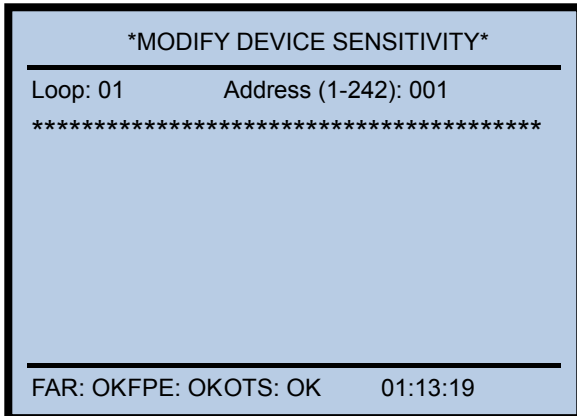 *MODIFY DEVICE SENSITIVITY*
Loop: 01 Address (1-242): 001
*****************************************
FAR: OKFPE: OKOTS: OK 01:13:19